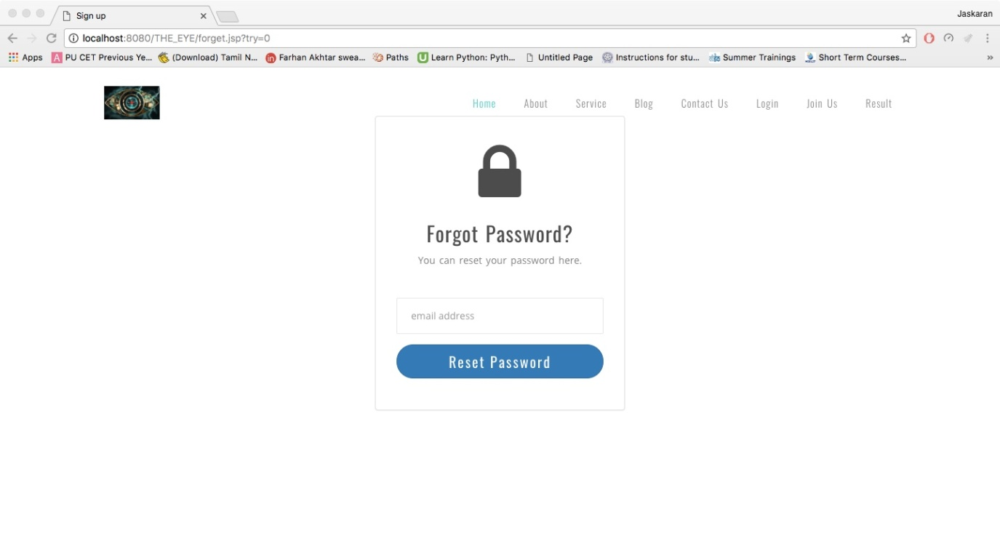 Sign up
Jaskaran
localhost:8080/THE_EYE/forget.jsp?try=0
Apps PU CET Previous Ye... (Download) Tamil N... Farhan Akhtar swea... Paths Learn Python: Pyth... Untitled Page Instructions for stu... Summer Trainings Short Term Courses... »
Home About Service Blog Contact Us Login Join Us Result
Forgot Password?
You can reset your password here.
email address
Reset Password